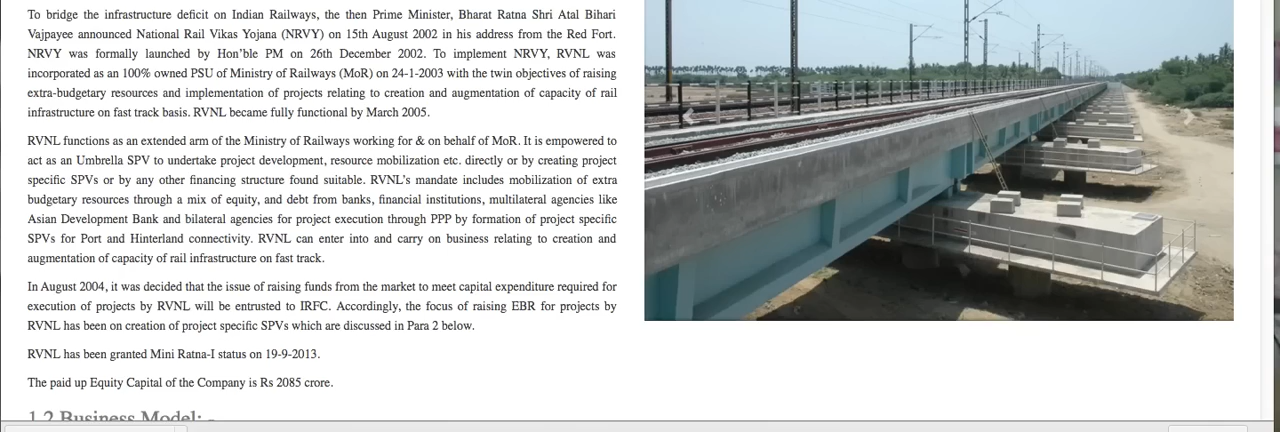 To bridge the infrastructure deficit on Indian Railways, the then Prime Minister, Bharat Ratna Shri Atal Bihari
Vajpayee announced National Rail Vikas Yojana (NRVY) on 15th August 2002 in his address from the Red Fort.
NRVY was formally launched by Hon'ble PM on 26th December 2002. To implement NRVY, RVNL was
incorporated as an 100% owned PSU of Ministry of Railways (MoR) on 24-1-2003 with the twin objectives of raising
extra-budgetary resources and implementation of projects relating to creation and augmentation of capacity of rail
infrastructure on fast track basis. RVNL became fully functional by March 2005.
RVNL functions as an extended arm of the Ministry of Railways working for & on behalf of MoR. It is empowered to
act as an Umbrella SPV to undertake project development, resource mobilization etc. directly or by creating project
specific SPVs or by any other financing structure found suitable. RVNL's mandate includes mobilization of extra
budgetary resources through a mix of equity, and debt from banks, financial institutions, multilateral agencies like
Asian Development Bank and bilateral agencies for project execution through PPP by formation of project specific
SPVs for Port and Hinterland connectivity. RVNL can enter into and carry on business relating to creation and
augmentation of capacity of rail infrastructure on fast track.
In August 2004, it was decided that the issue of raising funds from the market to meet capital expenditure required for
execution of projects by RVNL will be entrusted to IRFC. Accordingly, the focus of raising EBR for projects by
RVNL has been on creation of project specific SPVs which are discussed in Para 2 below.
RVNL has been granted Mini Ratna-I status on 19-9-2013.
The paid up Equity Capital of the Company is Rs 2085 crore.
1.2 Business Model: -